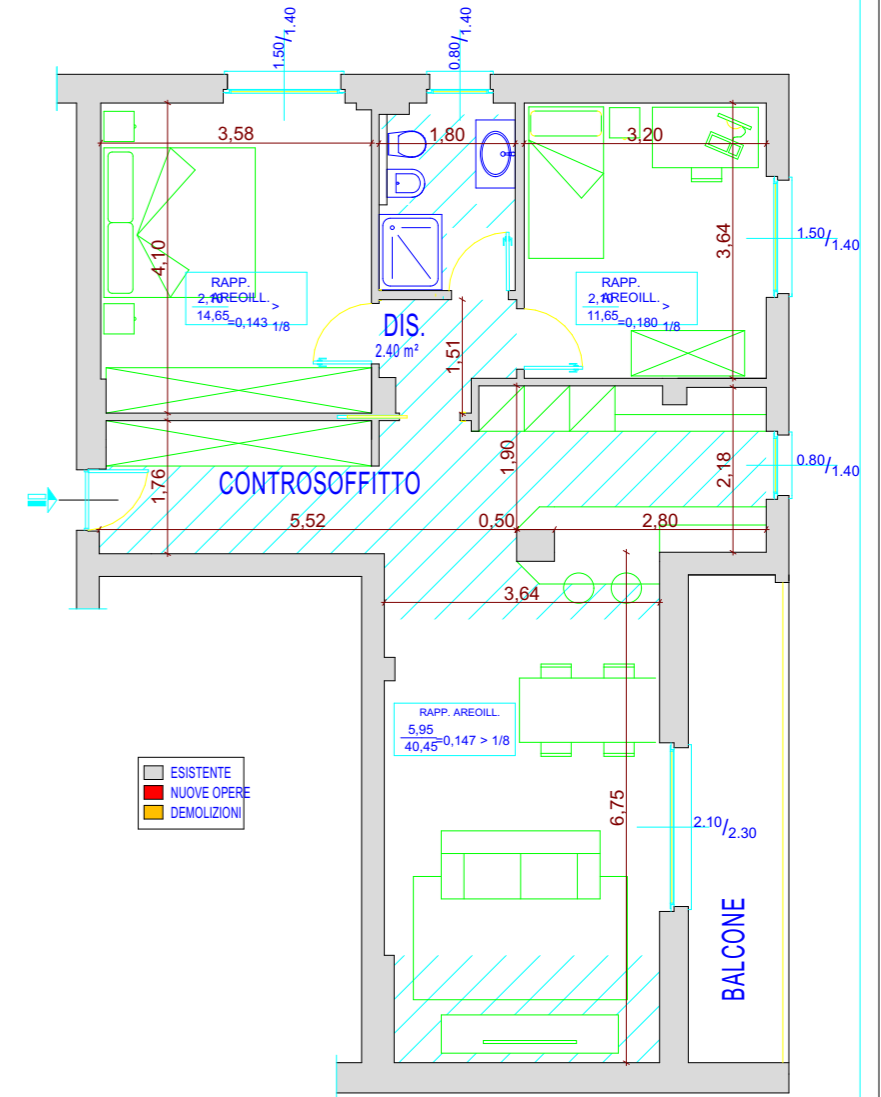 1.50/1.40
0.80/1.40
3,58
1,80
3,20
4,10
3,64
1.50/1.40
RAPP.
AREOILL.
2,10
14,65 =0,143 > 1/8
RAPP.
AREOILL.
2,10
11,65 =0,180 > 1/8
DIS.
2.40 m²
1,51
1,76
CONTROSOFFITTO
1,90
2,18
0.80/1.40
5,52
0,50
2,80
3,64
RAPP. AREOILL.
5,95
40,45 =0,147 > 1/8
ESISTENTE
NUOVE OPERE
DEMOLIZIONI
6,75
2.10/2.30
BALCONE